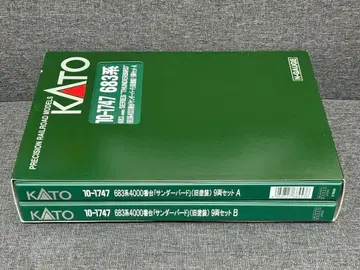 PRECISION RAILROAD MODELS
KATO
10-1747 683系
N-GAUGE
KATO 10-1747 683系4000番台「サンダーバード」(旧塗装) 9両セット A
KATO 10-1747 683系4000番台「サンダーバード」(旧塗装) 9両セット B